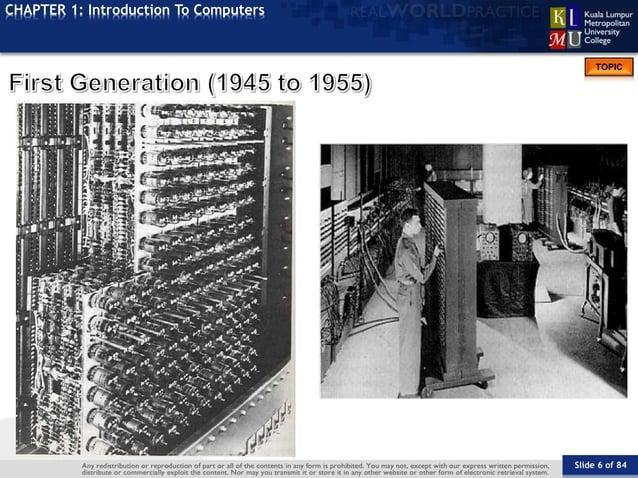 CHAPTER 1: Introduction To Computers
REALWORLDPRACTICE
KL
MU
Kuala Lumpur
Metropolitan
University
College
TOPIC
First Generation (1945 to 1955)
Any redistribution or reproduction of part or all of the contents in any form is prohibited. You may not, except with our express written permission,
distribute or commercially exploit the content. Nor may you transmit it or store it in any other website or other form of electronic retrieval system.
Slide 6 of 84